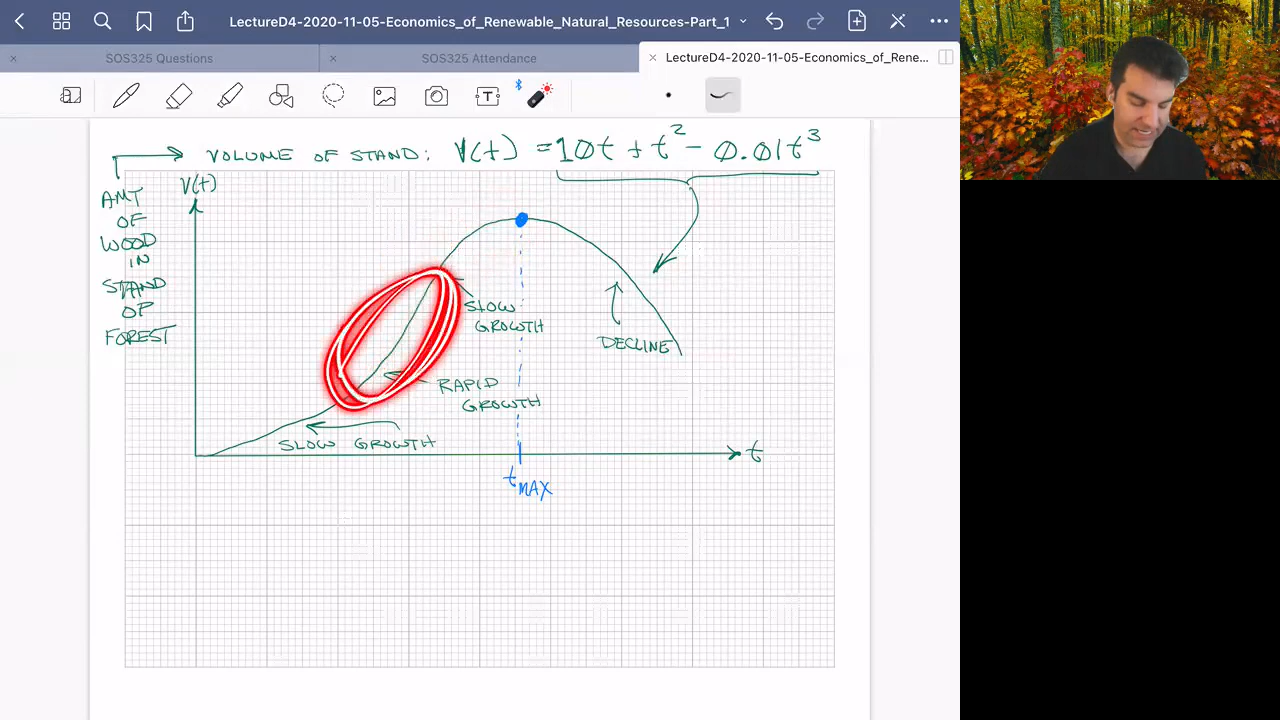 LectureD4-2020-11-05-Economics_of_Renewable_Natural_Resources-Part_1
SOS325 Questions
SOS325 Attendance
LectureD4-2020-11-05-Economics_of_Rene...
T
VOLUME OF STAND: V(t) = 10t + t² - 0.01t³
AMT
OF
WOOD
IN
STAND
OF
FOREST
V(t)
SLOW
GROWTH
DECLINE
RAPID
GROWTH
SLOW GROWTH
t
tMAX